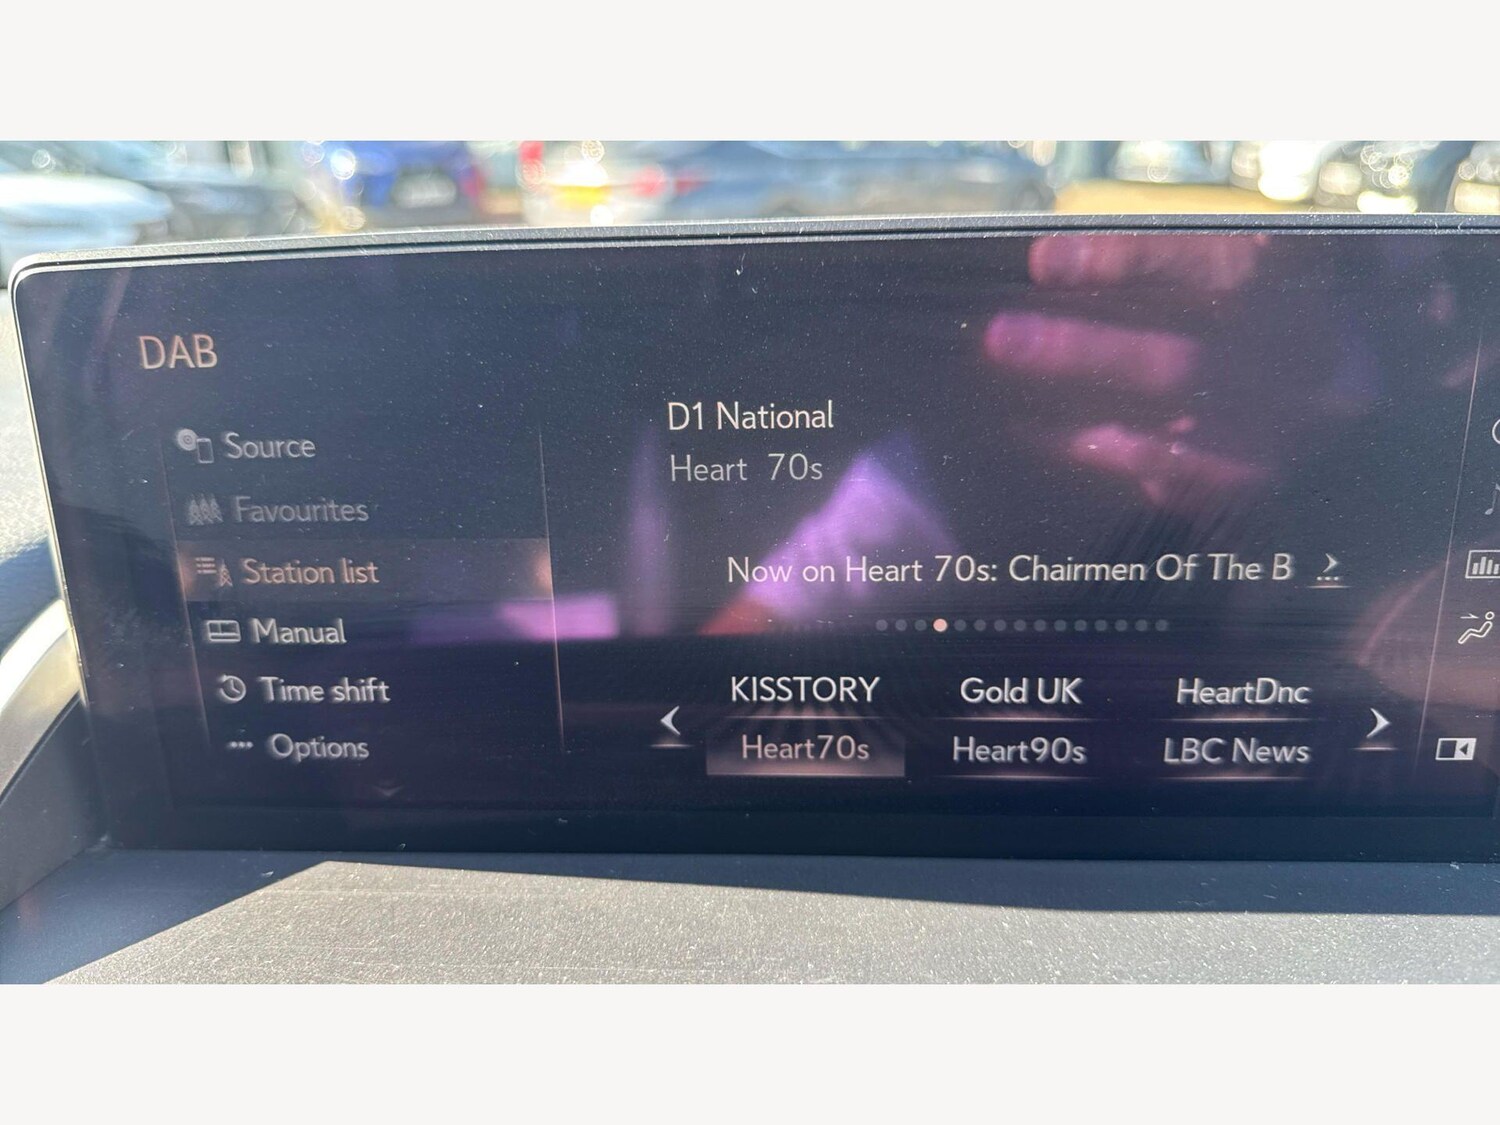 DAB
Source
Favourites
Station list
Manual
Time shift
Options
D1 National
Heart 70s
Now on Heart 70s: Chairmen Of The B
KISSTORY Gold UK HeartDnc
Heart70s Heart90s LBC News